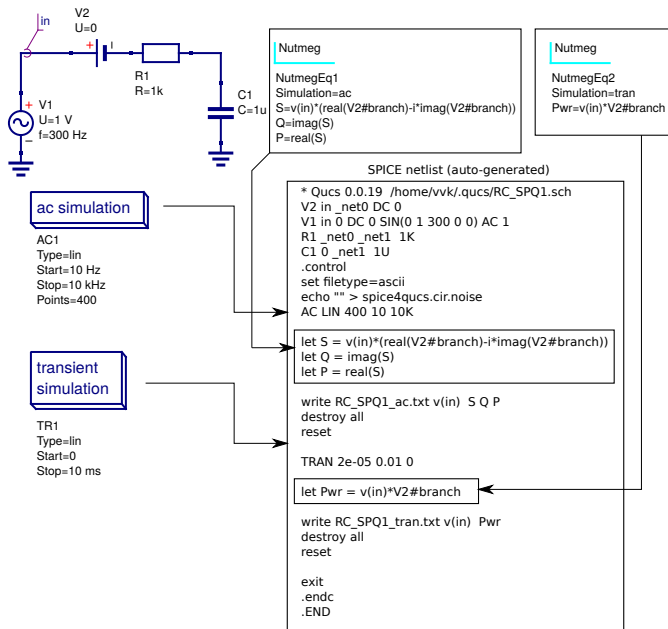 in
V2
U=0
+
R1
R=1k
C1
C=1u
+
V1
U=1 V
f=300 Hz
Nutmeg
NutmegEq1
Simulation=ac
S=v(in)*(real(V2#branch)-i*imag(V2#branch))
Q=imag(S)
P=real(S)
Nutmeg
NutmegEq2
Simulation=tran
Pwr=v(in)*V2#branch
ac simulation
AC1
Type=lin
Start=10 Hz
Stop=10 kHz
Points=400
transient
simulation
TR1
Type=lin
Start=0
Stop=10 ms
SPICE netlist (auto-generated)
* Qucs 0.0.19 /home/vvk/.qucs/RC_SPQ1.sch
V2 in _net0 DC 0
V1 in 0 DC 0 SIN(0 1 300 0 0) AC 1
R1 _net0 _net1 1K
C1 0 _net1 1U
.control
set filetype=ascii
echo "" > spice4qucs.cir.noise
AC LIN 400 10 10K
let S = v(in)*(real(V2#branch)-i*imag(V2#branch))
let Q = imag(S)
let P = real(S)
write RC_SPQ1_ac.txt v(in) S Q P
destroy all
reset
TRAN 2e-05 0.01 0
let Pwr = v(in)*V2#branch
write RC_SPQ1_tran.txt v(in) Pwr
destroy all
reset
exit
.endc
.END